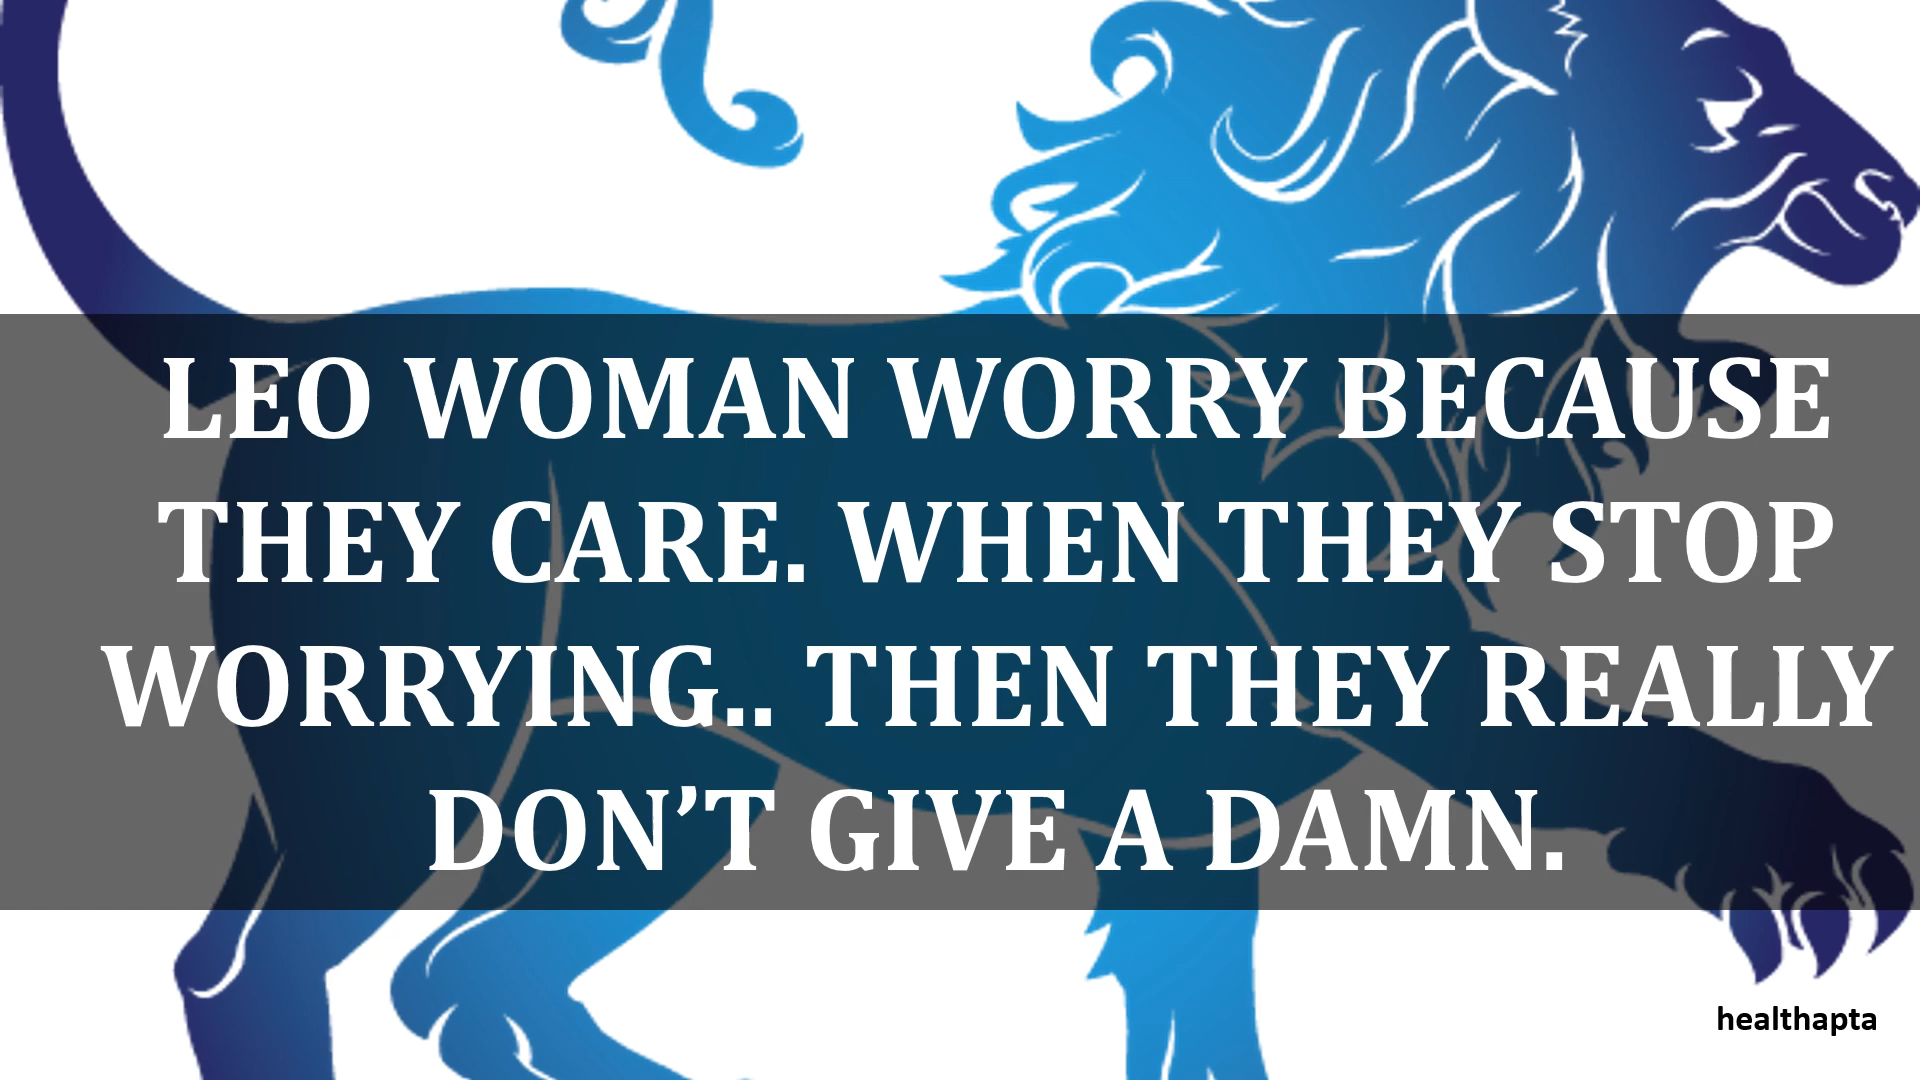 LEO WOMAN WORRY BECAUSE
THEY CARE. WHEN THEY STOP
WORRYING.. THEN THEY REALLY
DON’T GIVE A DAMN.
healthapta